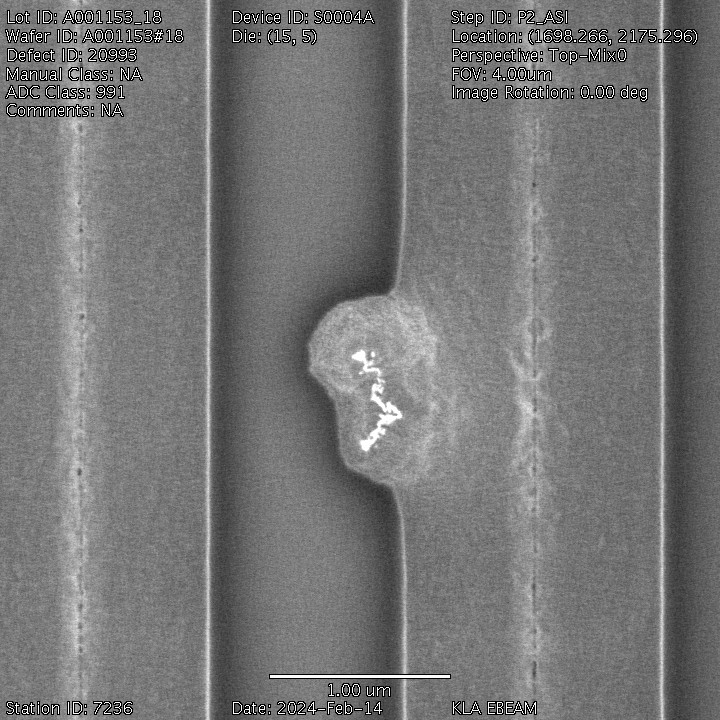 Lot ID: A001153_18 Device ID: S0004A Step ID: P2_ASI
Wafer ID: A001153#18 Die: (15, 5) Location: (1698.266, 2175.296)
Defect ID: 20993 Perspective: Top-Mix0
Manual Class: NA FOV: 4.00um
ADC Class: 991 Image Rotation: 0.00 deg
Comments: NA
1.00 um
Station ID: 7236 Date: 2024-Feb-14 KLA EBEAM